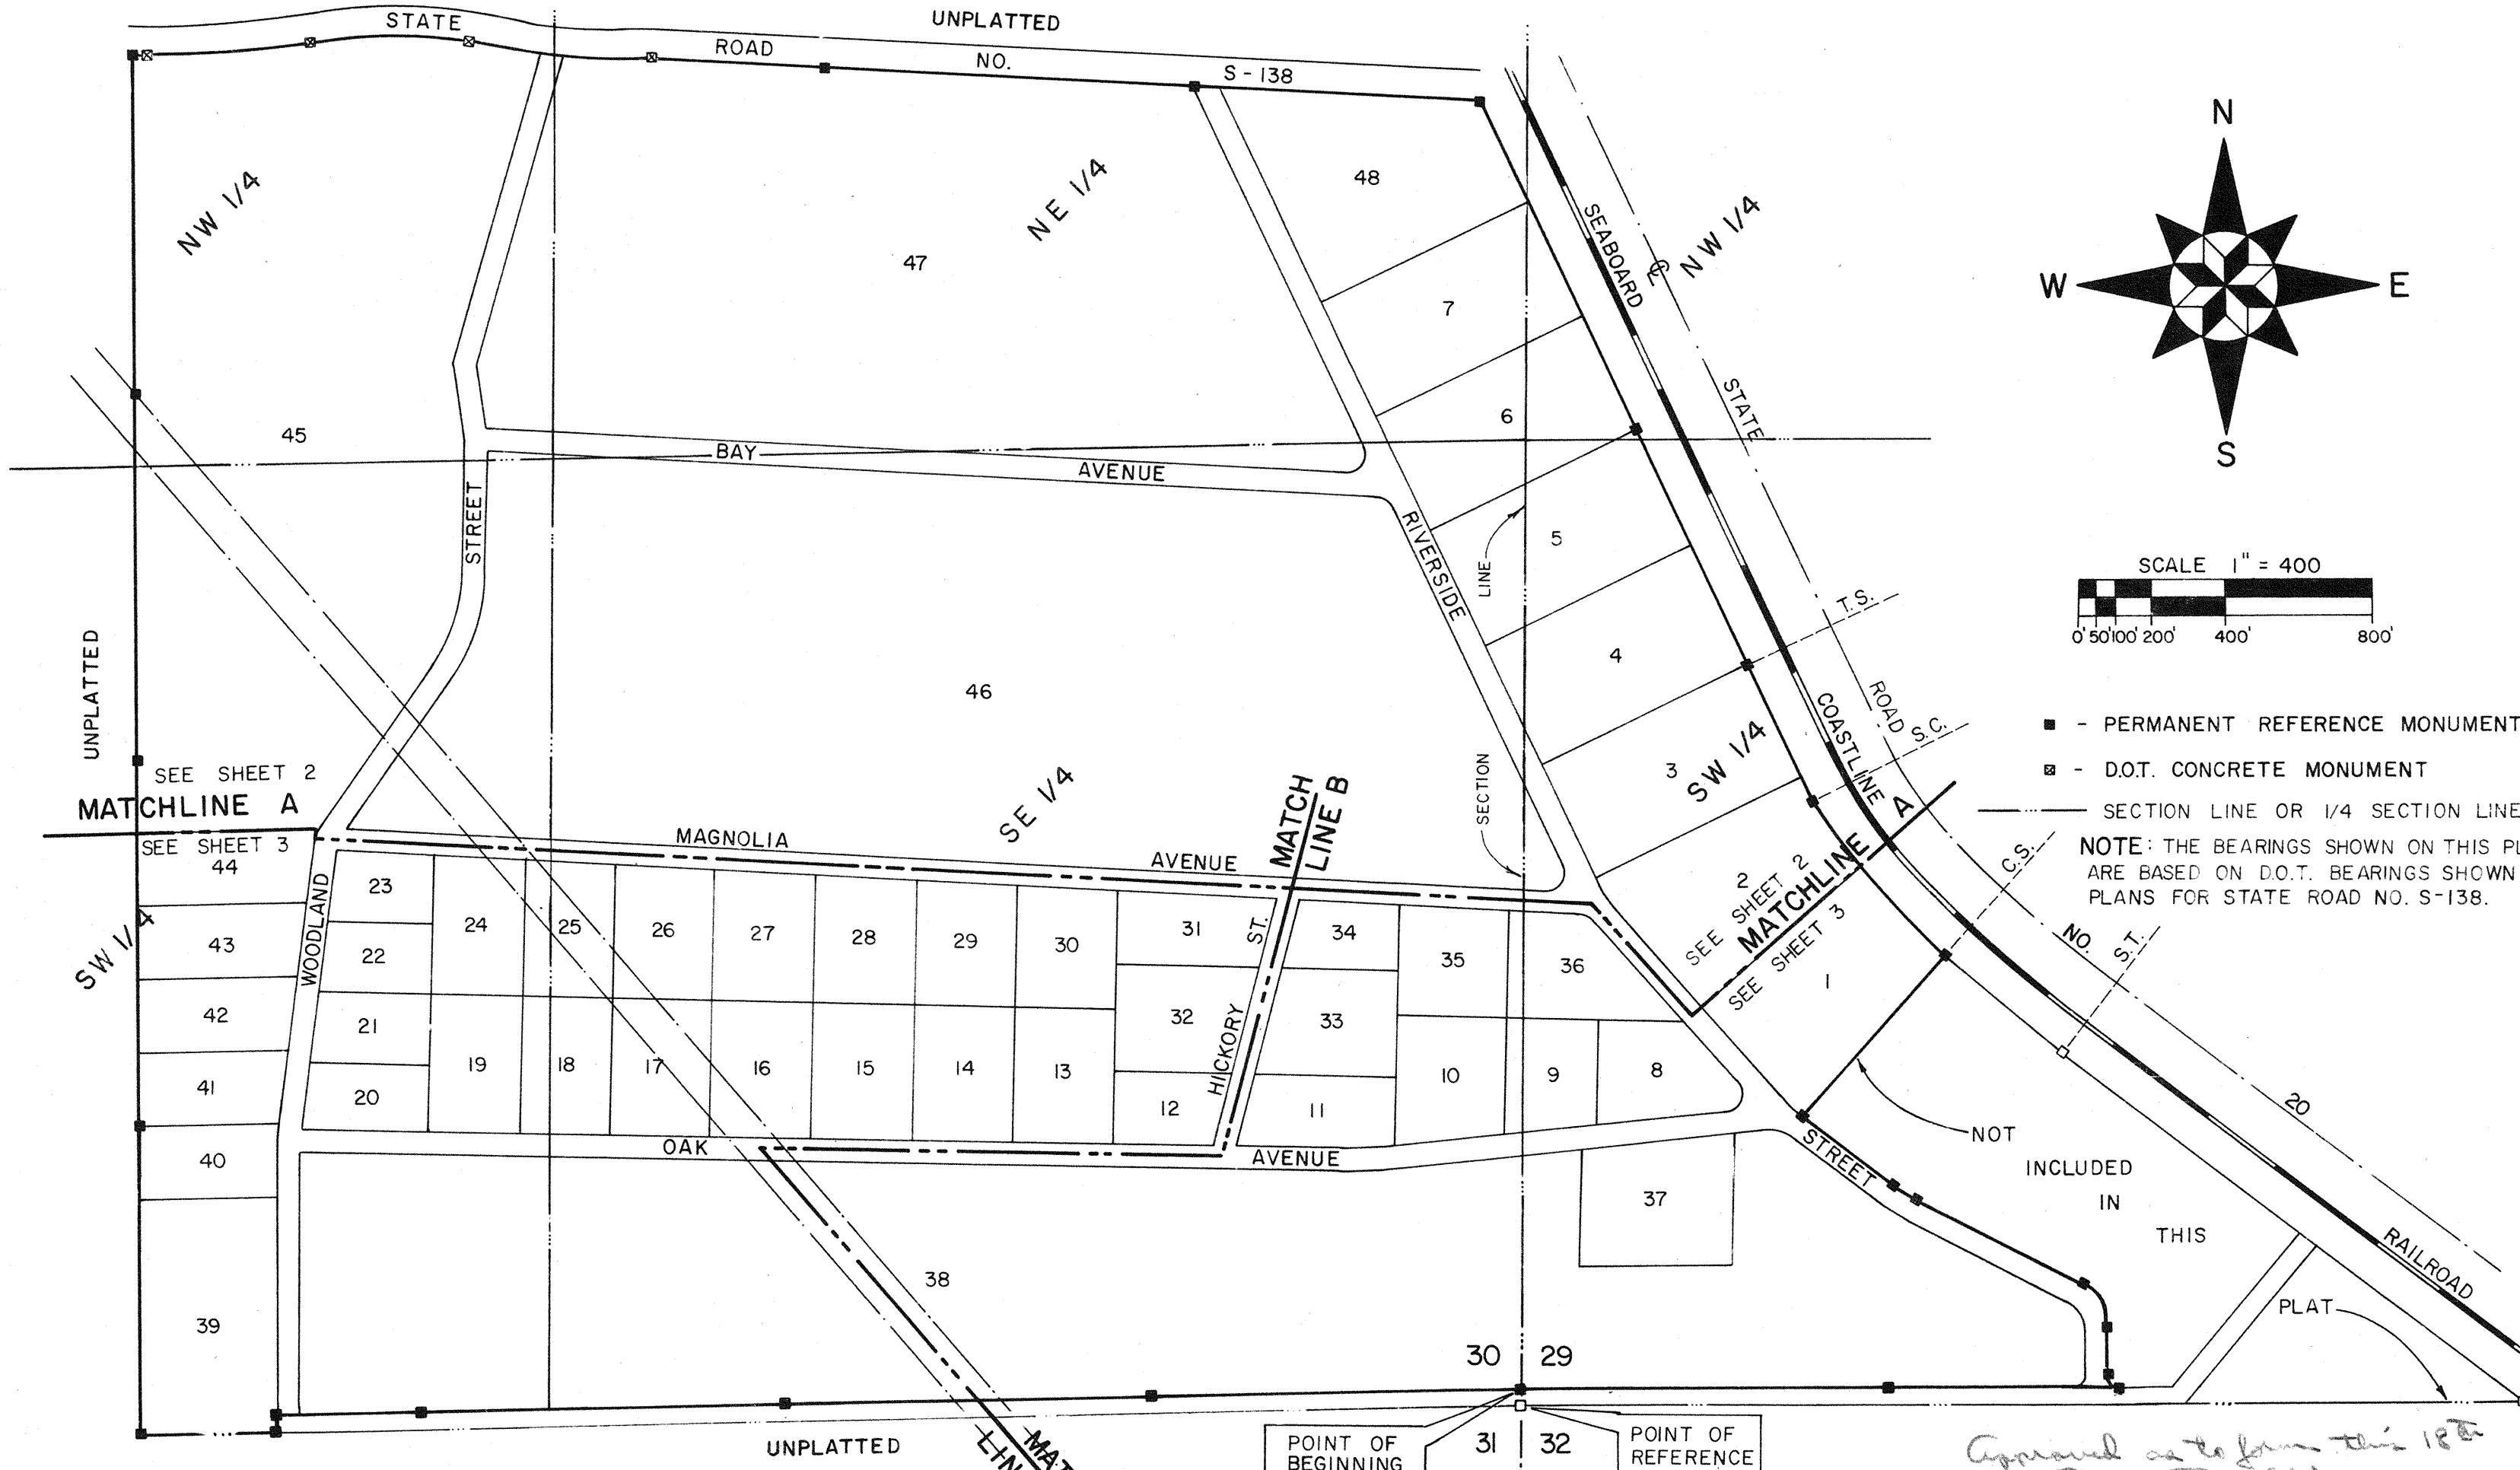 STATE
ROAD
NO.
S-138
UNPLATTED
N
W
E
S
NW 1/4
NE 1/4
NW 1/4
48
47
7
6
45
SEABOARD
℄
STATE
BAY
AVENUE
STREET
RIVERSIDE
LINE
5
4
46
SCALE 1" = 400
0' 50' 100' 200' 400' 800'
T.S.
S.C.
ROAD
COASTLINE
UNPLATTED
■ - PERMANENT REFERENCE MONUMENT
⊠ - D.O.T. CONCRETE MONUMENT
SECTION LINE OR 1/4 SECTION LINE
NOTE: THE BEARINGS SHOWN ON THIS PL
ARE BASED ON D.O.T. BEARINGS SHOWN
PLANS FOR STATE ROAD NO. S-138.
SEE SHEET 2
MATCHLINE A
SEE SHEET 3
SE 1/4
SW 1/4
3
SECTION
MATCH
LINE B
MAGNOLIA
AVENUE
2
SEE SHEET 2
MATCHLINE A
SEE SHEET 3
1
C.S.
NO.
S.T.
20
44
43
42
41
40
39
SW 1/4
WOODLAND
23
22
21
20
24
25
26
27
28
29
30
31
ST.
HICKORY
34
35
36
32
33
19
18
17
16
15
14
13
12
11
10
9
8
OAK
AVENUE
37
38
STREET
NOT
INCLUDED
IN
THIS
PLAT
RAILROAD
30
29
31
32
UNPLATTED
POINT OF
BEGINNING
POINT OF
REFERENCE
Approved as to form this 18th